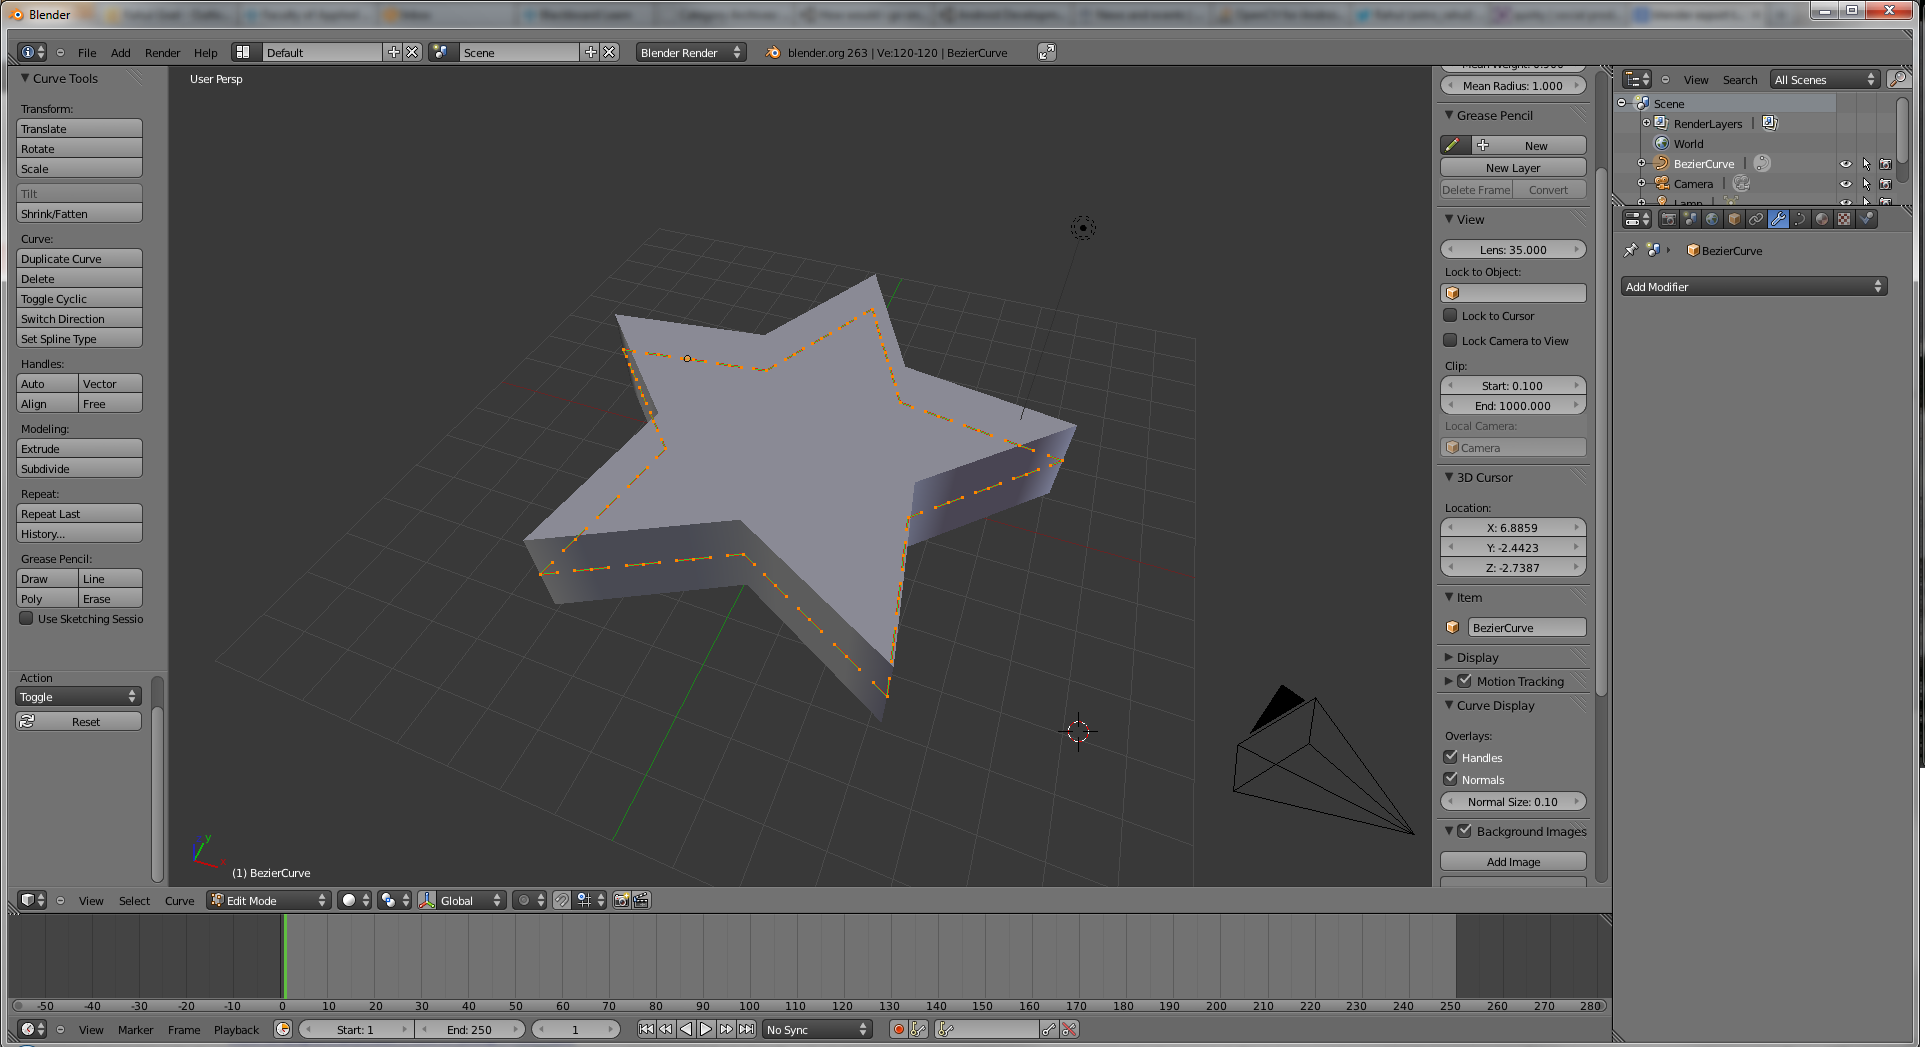 Blender
File Add Render Help Default Scene Blender Render blender.org 263 | Ve:120-120 | BezierCurve
Curve Tools
Transform:
Translate
Rotate
Scale
Tilt
Shrink/Fatten
Curve:
Duplicate Curve
Delete
Toggle Cyclic
Switch Direction
Set Spline Type
Handles:
Auto Vector
Align Free
Modeling:
Extrude
Subdivide
Repeat:
Repeat Last
History...
Grease Pencil:
Draw Line
Poly Erase
Use Sketching Sessio
Action
Toggle
Reset
User Persp
(1) BezierCurve
y
Mean Radius: 1.000
Grease Pencil
New
New Layer
Delete Frame Convert
View
Lens: 35.000
Lock to Object:
Lock to Cursor
Lock Camera to View
Clip:
Start: 0.100
End: 1000.000
Local Camera:
Camera
3D Cursor
Location:
X: 6.8859
Y: -2.4423
Z: -2.7387
Item
BezierCurve
Display
Motion Tracking
Curve Display
Overlays:
Handles
Normals
Normal Size: 0.10
Background Images
Add Image
View Search All Scenes
Scene
RenderLayers |
World
BezierCurve |
Camera |
Lamp
BezierCurve
Add Modifier
View Select Curve Edit Mode Global
-50 -40 -30 -20 -10 0 10 20 30 40 50 60 70 80 90 100 110 120 130 140 150 160 170 180 190 200 210 220 230 240 250 260 270 280
View Marker Frame Playback Start: 1 End: 250 1 No Sync